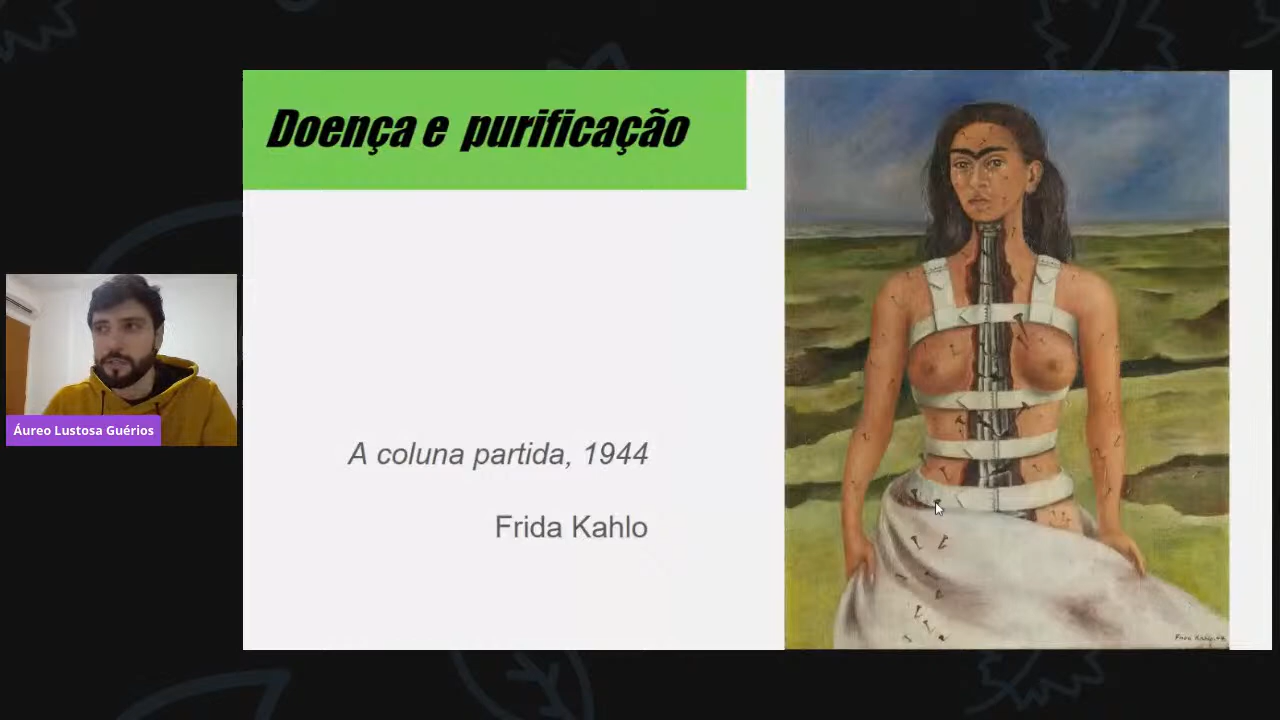 Doença e purificação
A coluna partida, 1944
Frida Kahlo
Áureo Lustosa Guérios